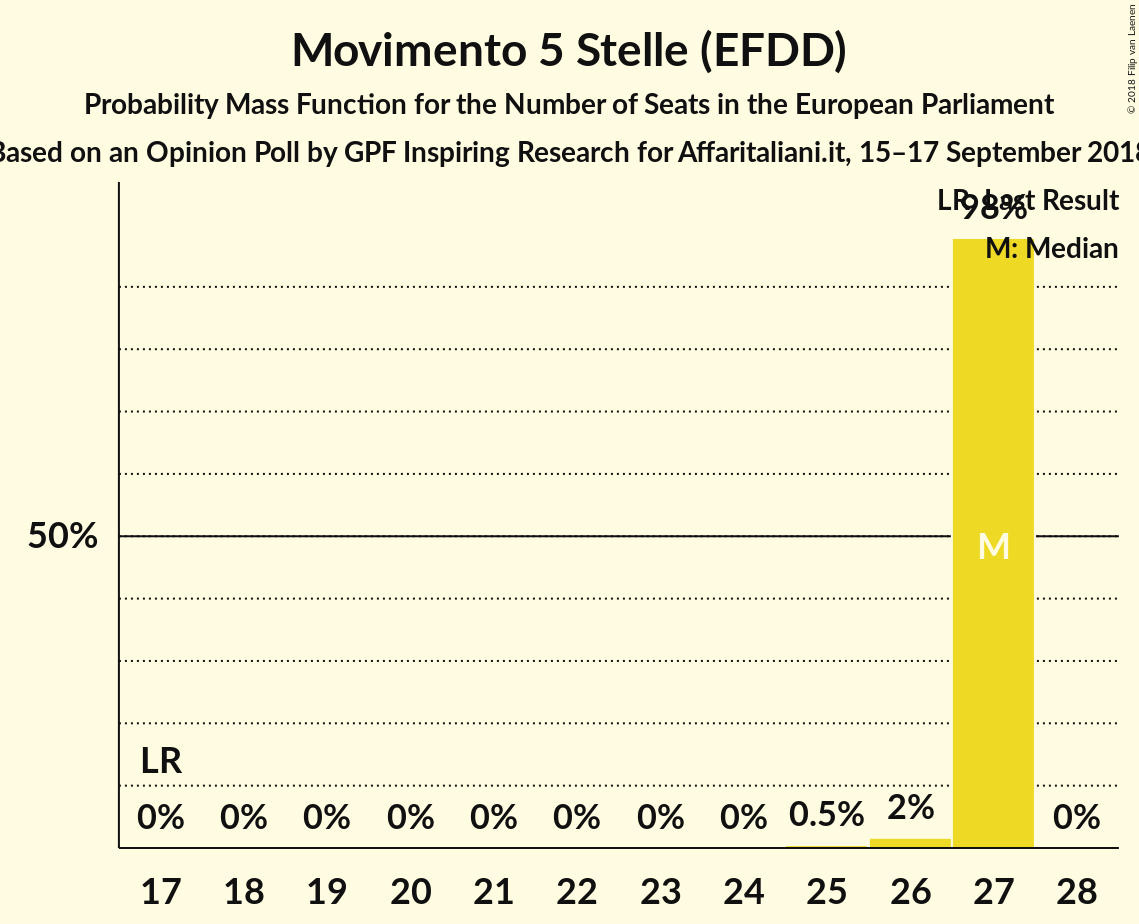 Movimento 5 Stelle (EFDD)
Probability Mass Function for the Number of Seats in the European Parliament
Based on an Opinion Poll by GPF Inspiring Research for Affaritaliani.it, 15–17 September 2018
© 2018 Filip van Laenen
LR: Last Result
98%
M: Median
50%
M
LR
0% 0% 0% 0% 0% 0% 0% 0% 0.5% 2% 0%
17 18 19 20 21 22 23 24 25 26 27 28